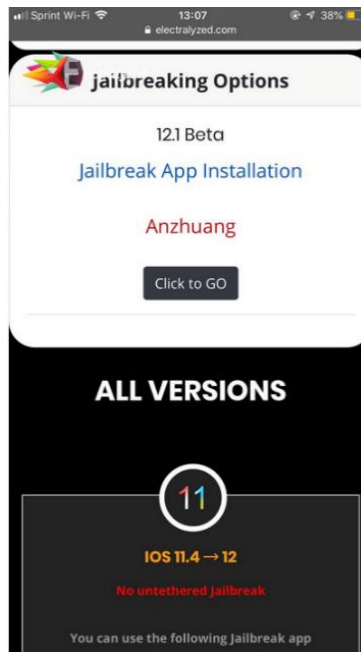 Sprint Wi-Fi 13:07 38%
electralyzed.com
jailbreaking Options
12.1 Beta
Jailbreak App Installation
Anzhuang
Click to GO
ALL VERSIONS
11
IOS 11.4 → 12
No untethered Jailbreak
You can use the following Jailbreak app